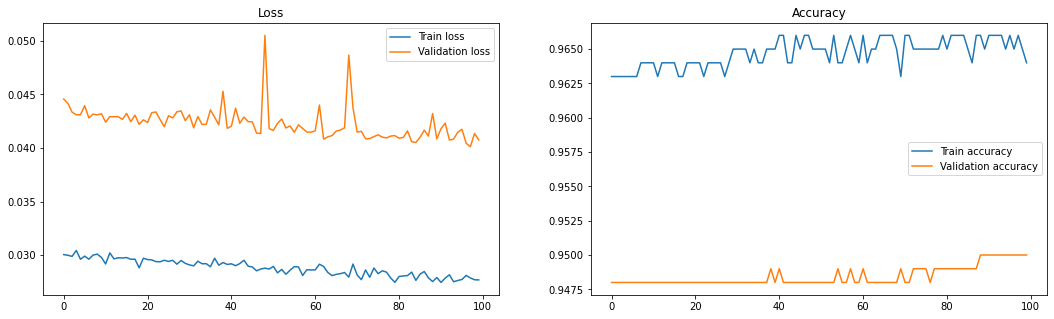 Loss
0.050
0.045
0.040
0.035
0.030
0 20 40 60 80 100
Train loss
Validation loss
Accuracy
0.9650
0.9625
0.9600
0.9575
0.9550
0.9525
0.9500
0.9475
0 20 40 60 80 100
Train accuracy
Validation accuracy